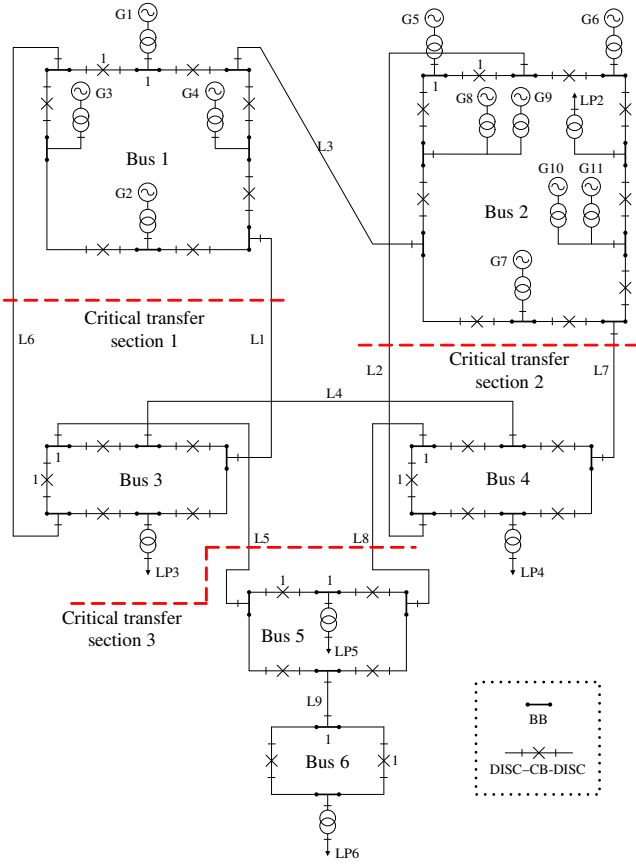 G1
G5
G6
1
1
1
1
G3
G4
G8
G9
LP2
L3
Bus 1
G10
G11
G2
Bus 2
G7
Critical transfer
section 1
L6
L1
L2
Critical transfer
section 2
L7
L4
1
1
1
Bus 3
1
Bus 4
L5
L8
LP3
LP4
Critical transfer
section 3
1
1
Bus 5
LP5
L9
BB
1
Bus 6
1
DISC–CB-DISC
LP6